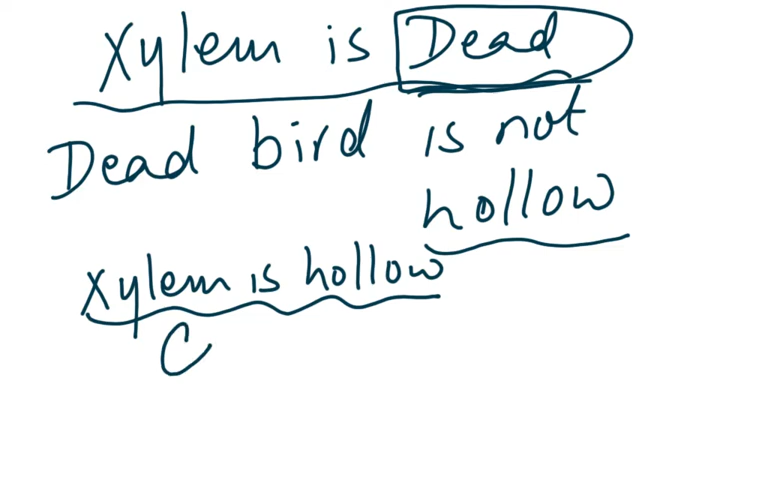 Xylem is Dead
Dead bird is not
hollow
Xylem is hollow
C